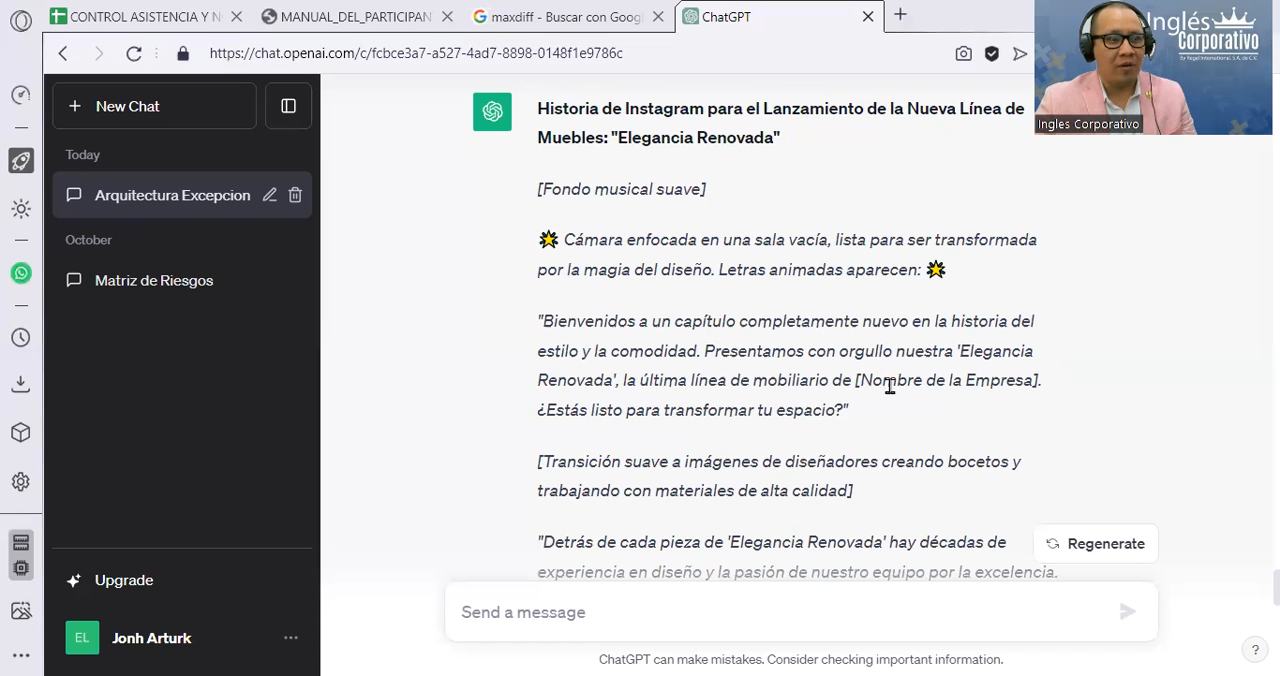 CONTROL ASISTENCIA Y N
MANUAL_DEL_PARTICIPAN
maxdiff - Buscar con Goog
ChatGPT
https://chat.openai.com/c/fcbce3a7-a527-4ad7-8898-0148f1e9786c
Inglés
Corporativo
By Regal International, S.A. de C.V.
Ingles Corporativo
New Chat
Today
Arquitectura Excepcion
October
Matriz de Riesgos
Upgrade
EL
Jonh Arturk
Historia de Instagram para el Lanzamiento de la Nueva Línea de
Muebles: "Elegancia Renovada"
[Fondo musical suave]
Cámara enfocada en una sala vacía, lista para ser transformada
por la magia del diseño. Letras animadas aparecen:
"Bienvenidos a un capítulo completamente nuevo en la historia del
estilo y la comodidad. Presentamos con orgullo nuestra 'Elegancia
Renovada', la última línea de mobiliario de [Nombre de la Empresa].
¿Estás listo para transformar tu espacio?"
[Transición suave a imágenes de diseñadores creando bocetos y
trabajando con materiales de alta calidad]
"Detrás de cada pieza de 'Elegancia Renovada' hay décadas de
experiencia en diseño y la pasión de nuestro equipo por la excelencia.
Regenerate
Send a message
ChatGPT can make mistakes. Consider checking important information.
?